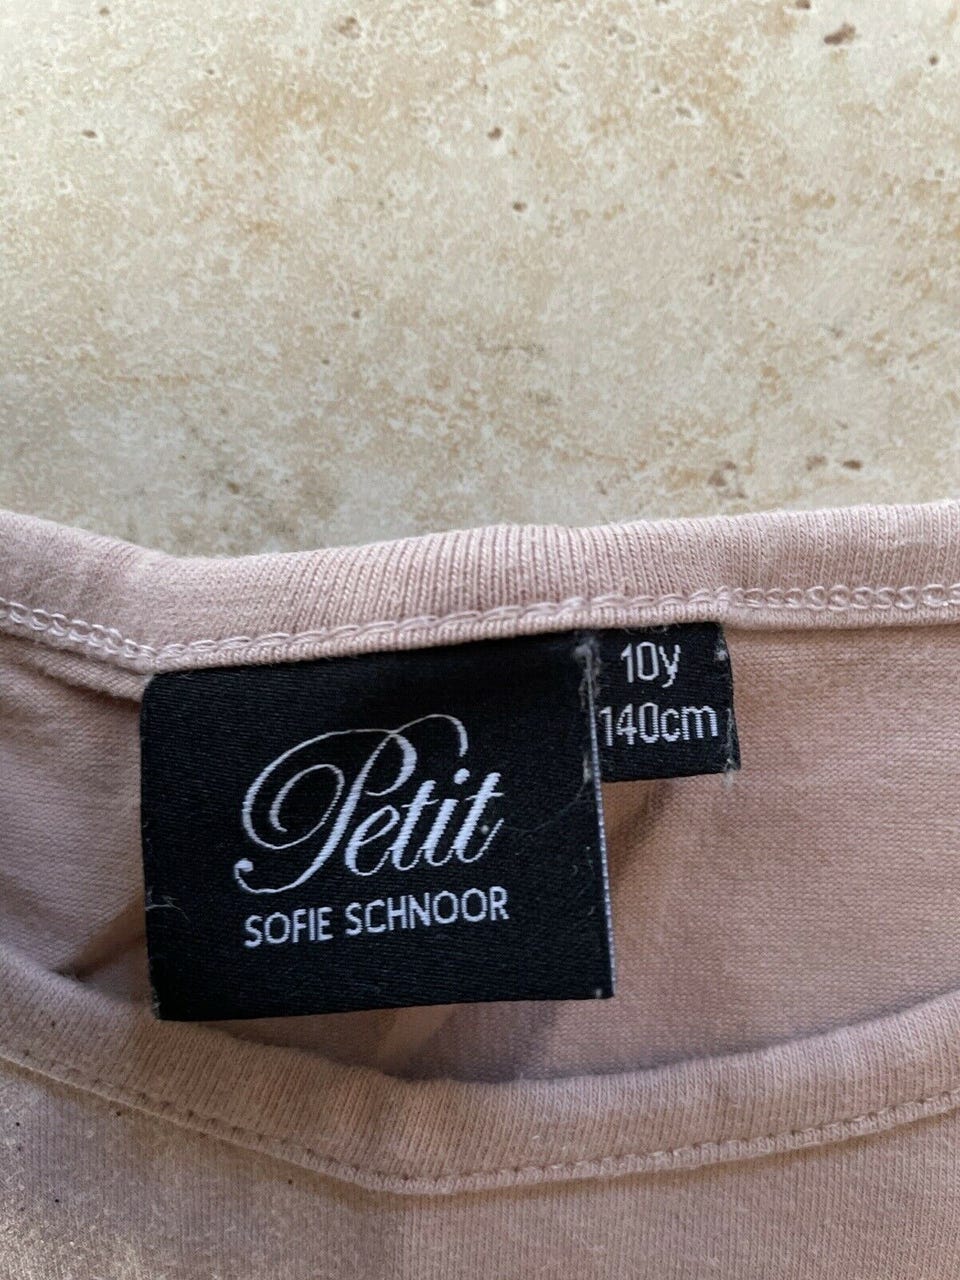 Petit
SOFIE SCHNOOR
10y
140cm